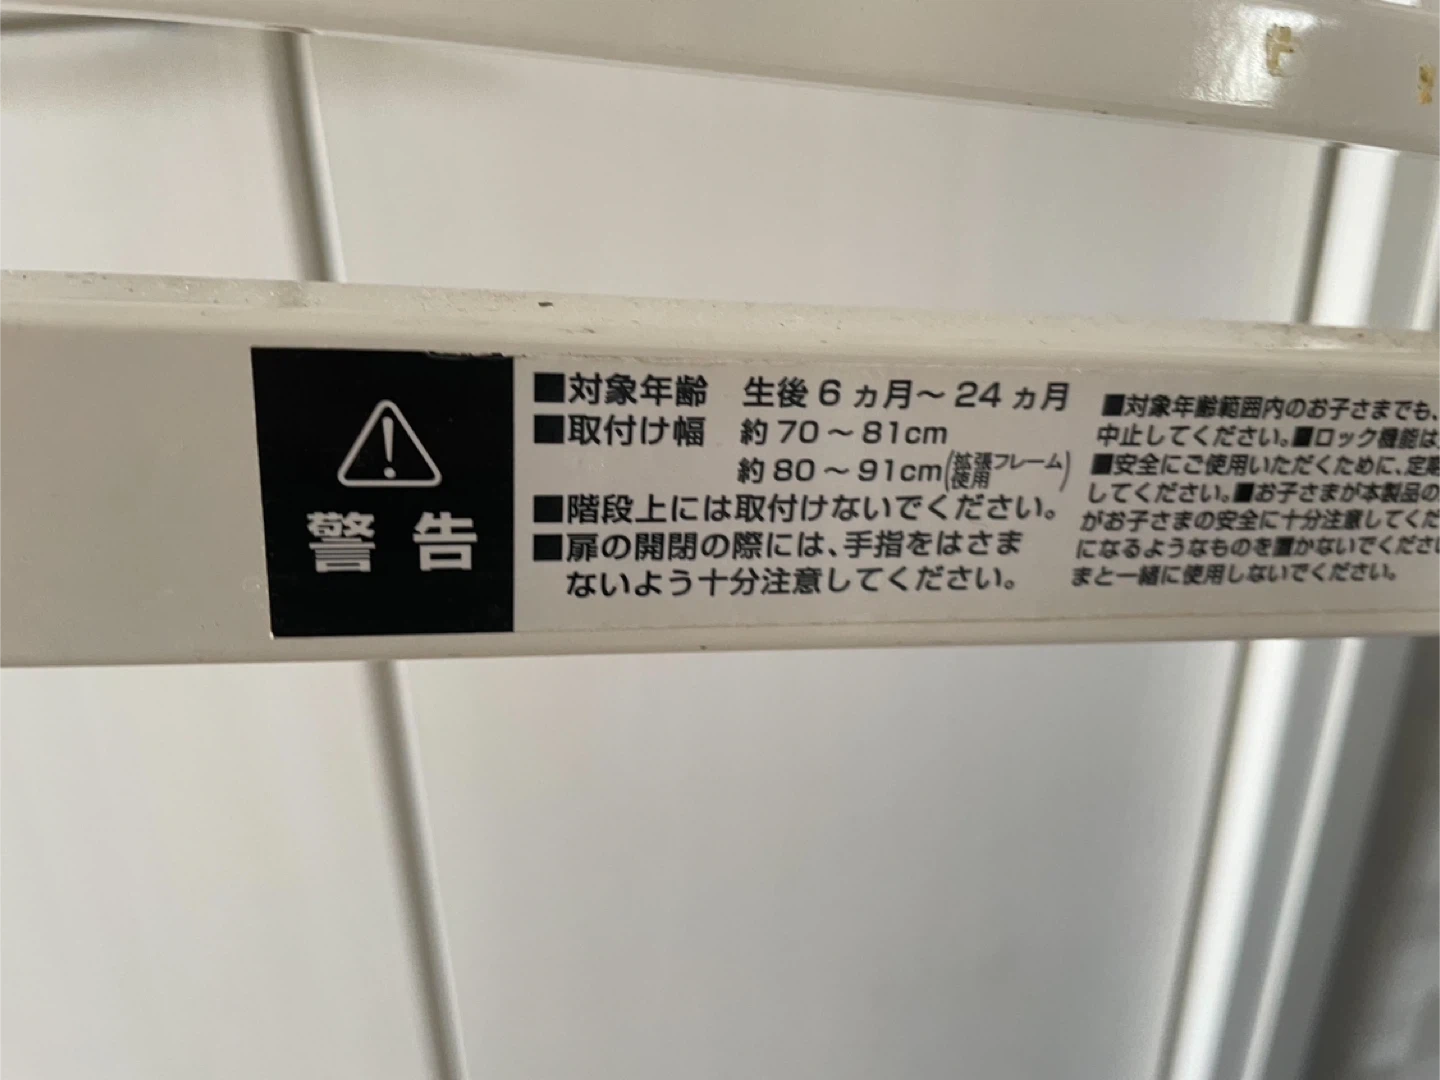 警告
■対象年齢 生後6ヵ月〜24ヵ月
■取付け幅 約70〜81cm
約80〜91cm(拡張フレーム使用)
■階段上には取付けないでください。
■扉の開閉の際には、手指をはさま
ないよう十分注意してください。
■対象年齢範囲内のお子さまでも、
中止してください。■ロック機能は
■安全にご使用いただくために、定期
してください。■お子さまが本製品の
がお子さまの安全に十分注意してくだ
になるようなものを置かないでくださ
まと一緒に使用しないでください。